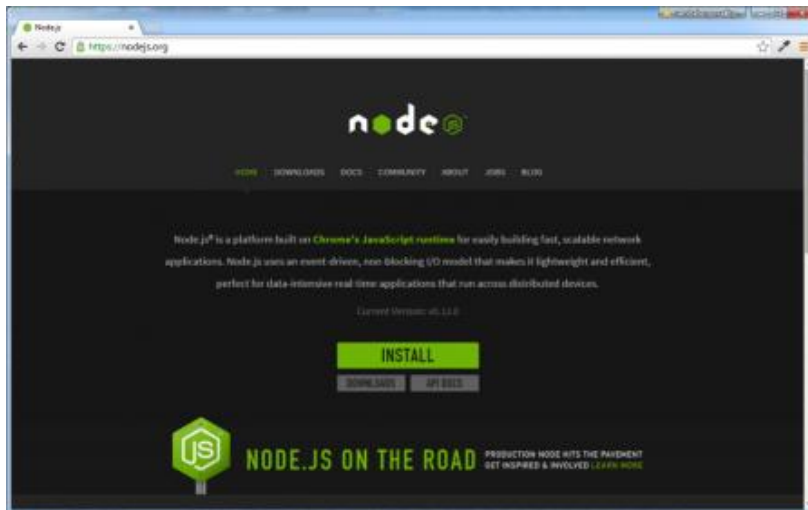 Node.js
https://nodejs.org
node JS
HOME DOWNLOADS DOCS COMMUNITY ABOUT JOBS BLOG
Node.js® is a platform built on Chrome's JavaScript runtime for easily building fast, scalable network
applications. Node.js uses an event-driven, non-blocking I/O model that makes it lightweight and efficient,
perfect for data-intensive real-time applications that run across distributed devices.
Current Version:
INSTALL
DOWNLOADS API DOCS
JS NODE.JS ON THE ROAD
PRODUCTION NODE HITS THE PAVEMENT
GET INSPIRED & INVOLVED LEARN MORE